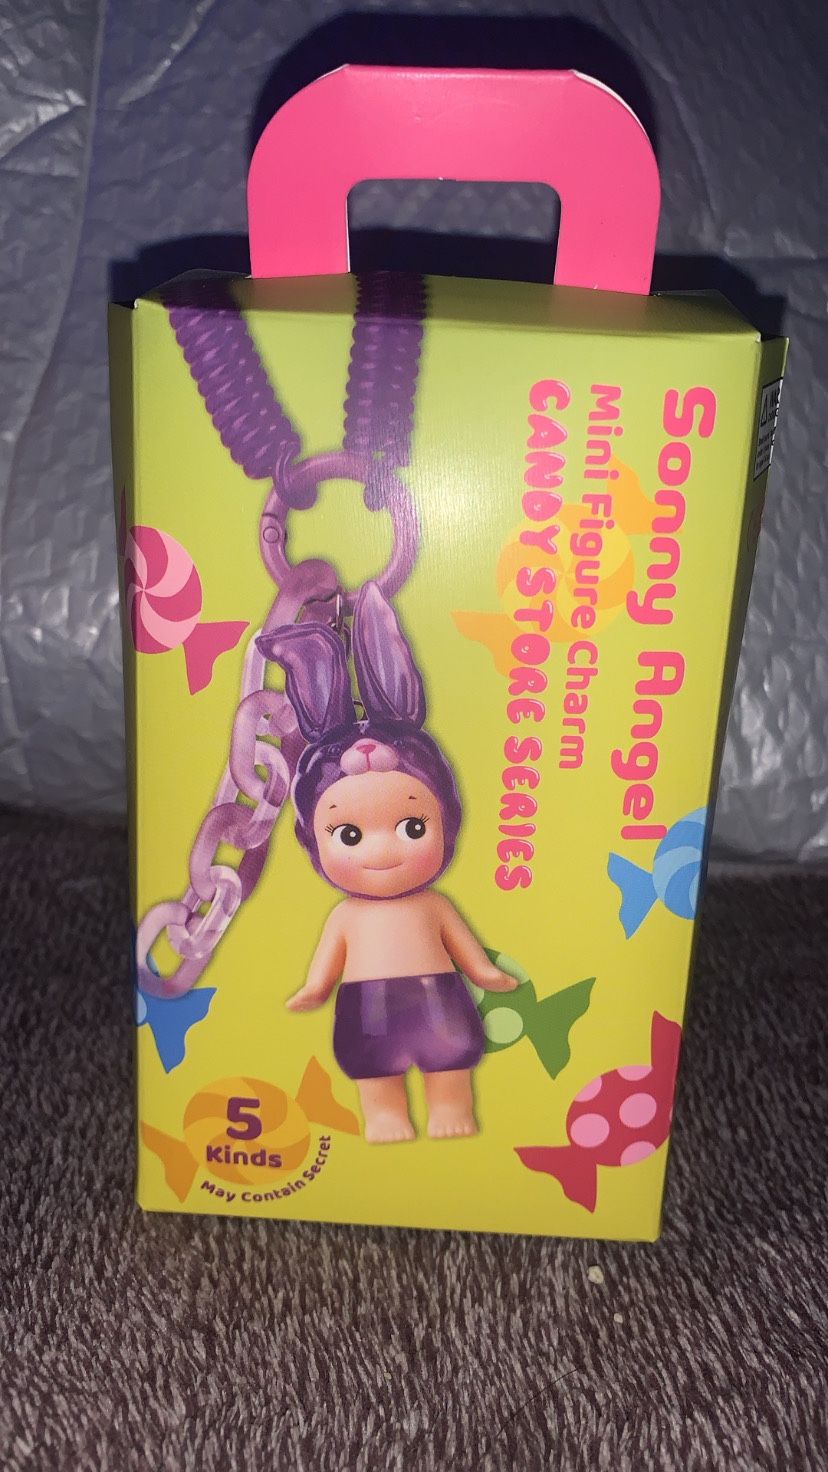 Sonny Angel
Mini Figure Charm
CANDY STORE SERIES
5
Kinds
May Contain Secret